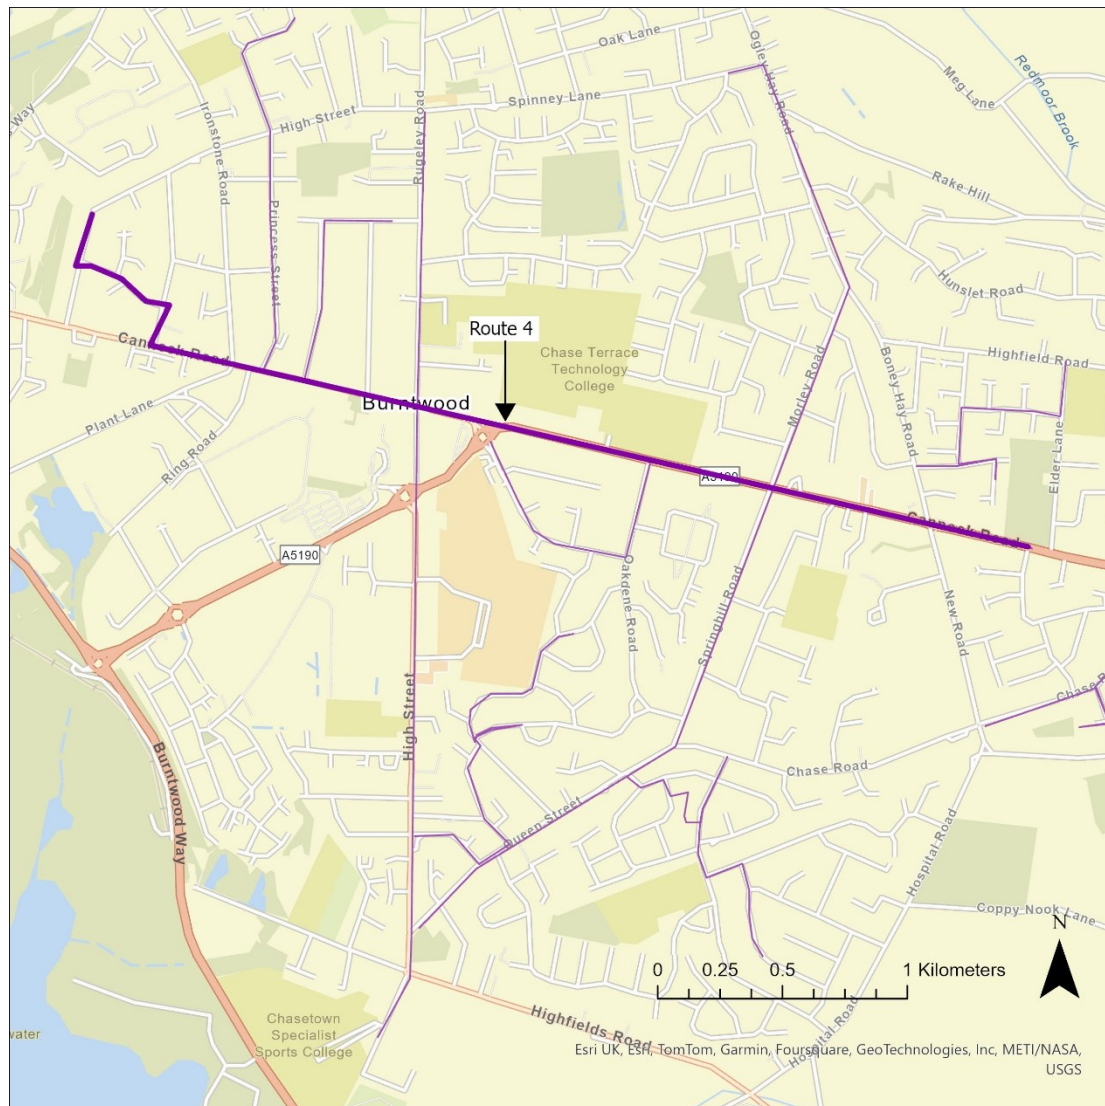 Oak Lane
Ogley Hay Road
Meg Lane
Redmoor Brook
Way
Ironstone Road
High Street
Rugeley Road
Spinney Lane
Rake Hill
Princess Street
Hunslet Road
Cannock Road
Route 4
Chase Terrace
Technology
College
Morley Road
Boney Hay Road
Highfield Road
Plant Lane
Burntwood
Ring Road
Elder Lane
A5190
Cannock Road
A5190
Oakdene Road
Springhill Road
New Road
High Street
Chase R
Burntwood Way
Chase Road
Queen Street
Hospital Road
Coppy Nook Lane
N
0 0.25 0.5 1 Kilometers
Chasetown
Specialist
Sports College
Highfields Road
Hospital Road
water
Esri UK, Esri, TomTom, Garmin, Foursquare, GeoTechnologies, Inc, METI/NASA,
USGS